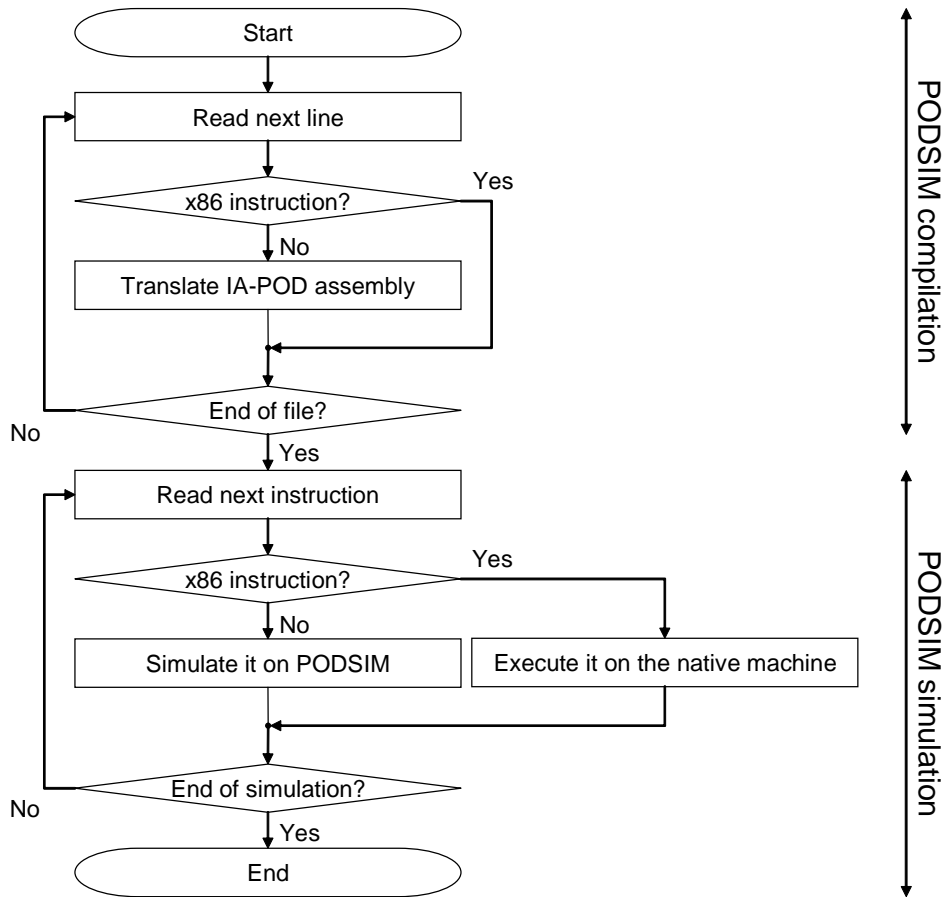 Start
Read next line
x86 instruction?
Yes
No
Translate IA-POD assembly
End of file?
No
Yes
PODSIM compilation
Read next instruction
x86 instruction?
Yes
No
Simulate it on PODSIM
Execute it on the native machine
End of simulation?
No
Yes
End
PODSIM simulation